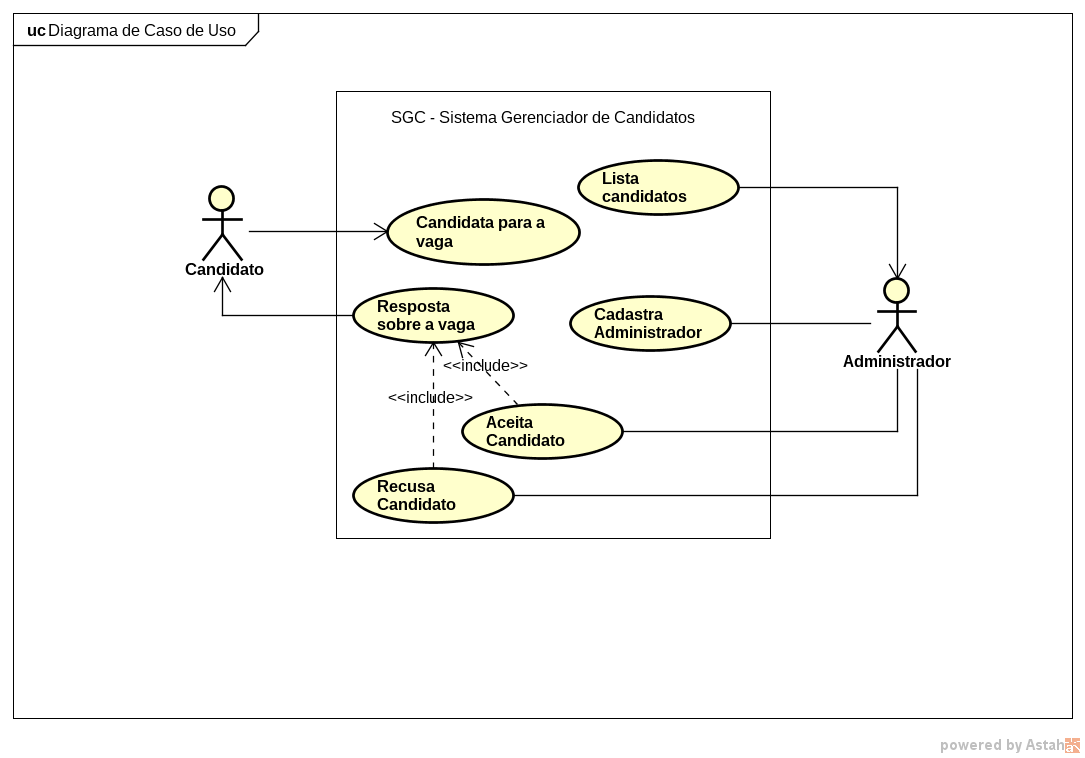 uc Diagrama de Caso de Uso
SGC - Sistema Gerenciador de Candidatos
Lista
candidatos
Candidata para a
vaga
Candidato
Resposta
sobre a vaga
Cadastra
Administrador
Administrador
<<include>>
<<include>>
Aceita
Candidato
Recusa
Candidato
powered by Astah